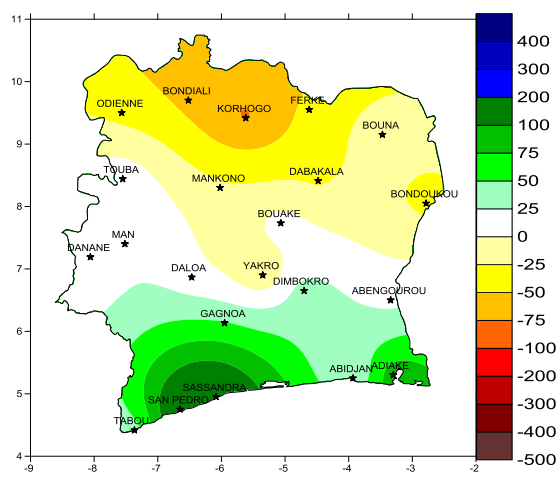 11
10
9
8
7
6
5
4
-9
-8
-7
-6
-5
-4
-3
-2
BONDIALI
ODIENNE
KORHOGO
FERKE
BOUNA
TOUBA
MANKONO
DABAKALA
BONDOUKOU
BOUAKE
MAN
DANANE
DALOA
YAKRO
DIMBOKRO
ABENGOUROU
GAGNOA
ABIDJAN
ADIAKE
SASSANDRA
SAN PEDRO
TABOU
400
300
200
100
75
50
25
0
-25
-50
-75
-100
-200
-300
-400
-500